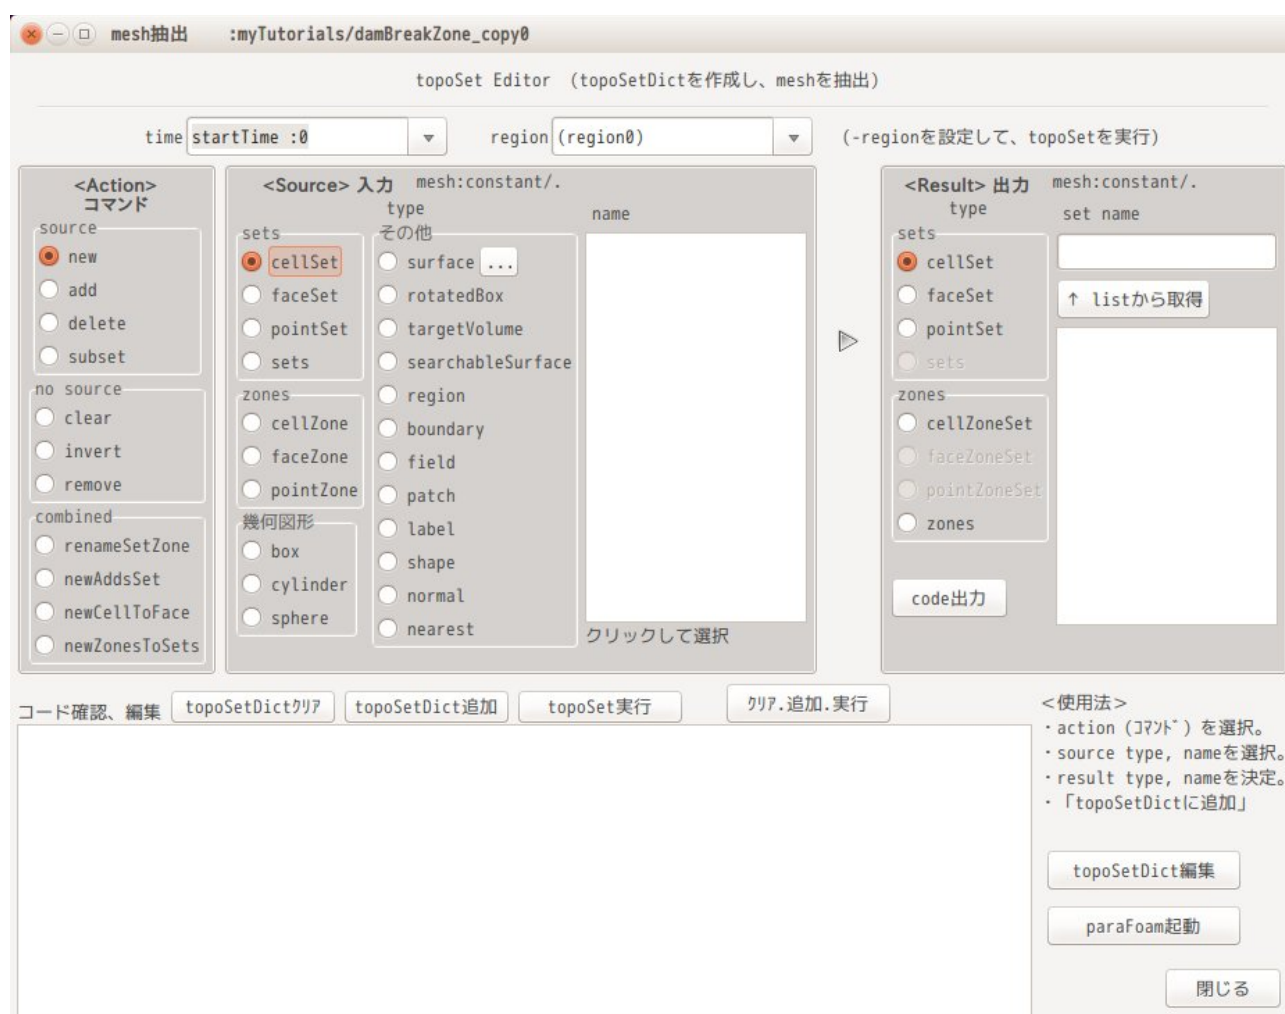 mesh抽出 :myTutorials/damBreakZone_copy0
topoSet Editor (topoSetDictを作成し、meshを抽出)
time startTime :0 region (region0) (-regionを設定して、topoSetを実行)
<Action>
コマンド
source
new
add
delete
subset
no source
clear
invert
remove
combined
renameSetZone
newAddsSet
newCellToFace
newZonesToSets
<Source> 入力 mesh:constant/.
type
name
sets
cellSet
faceSet
pointSet
sets
zones
cellZone
faceZone
pointZone
幾何図形
box
cylinder
sphere
その他
surface ...
rotatedBox
targetVolume
searchableSurface
region
boundary
field
patch
label
shape
normal
nearest
クリックして選択
<Result> 出力 mesh:constant/.
type
set name
sets
cellSet
faceSet
pointSet
sets
zones
cellZoneSet
faceZoneSet
pointZoneSet
zones
code出力
↑ listから取得
コード確認、編集 topoSetDictｸﾘｱ topoSetDict追加 topoSet実行 ｸﾘｱ.追加.実行
<使用法>
・action (ｺﾏﾝﾄﾞ) を選択。
・source type, nameを選択。
・result type, nameを決定。
・「topoSetDictに追加」
topoSetDict編集
paraFoam起動
閉じる